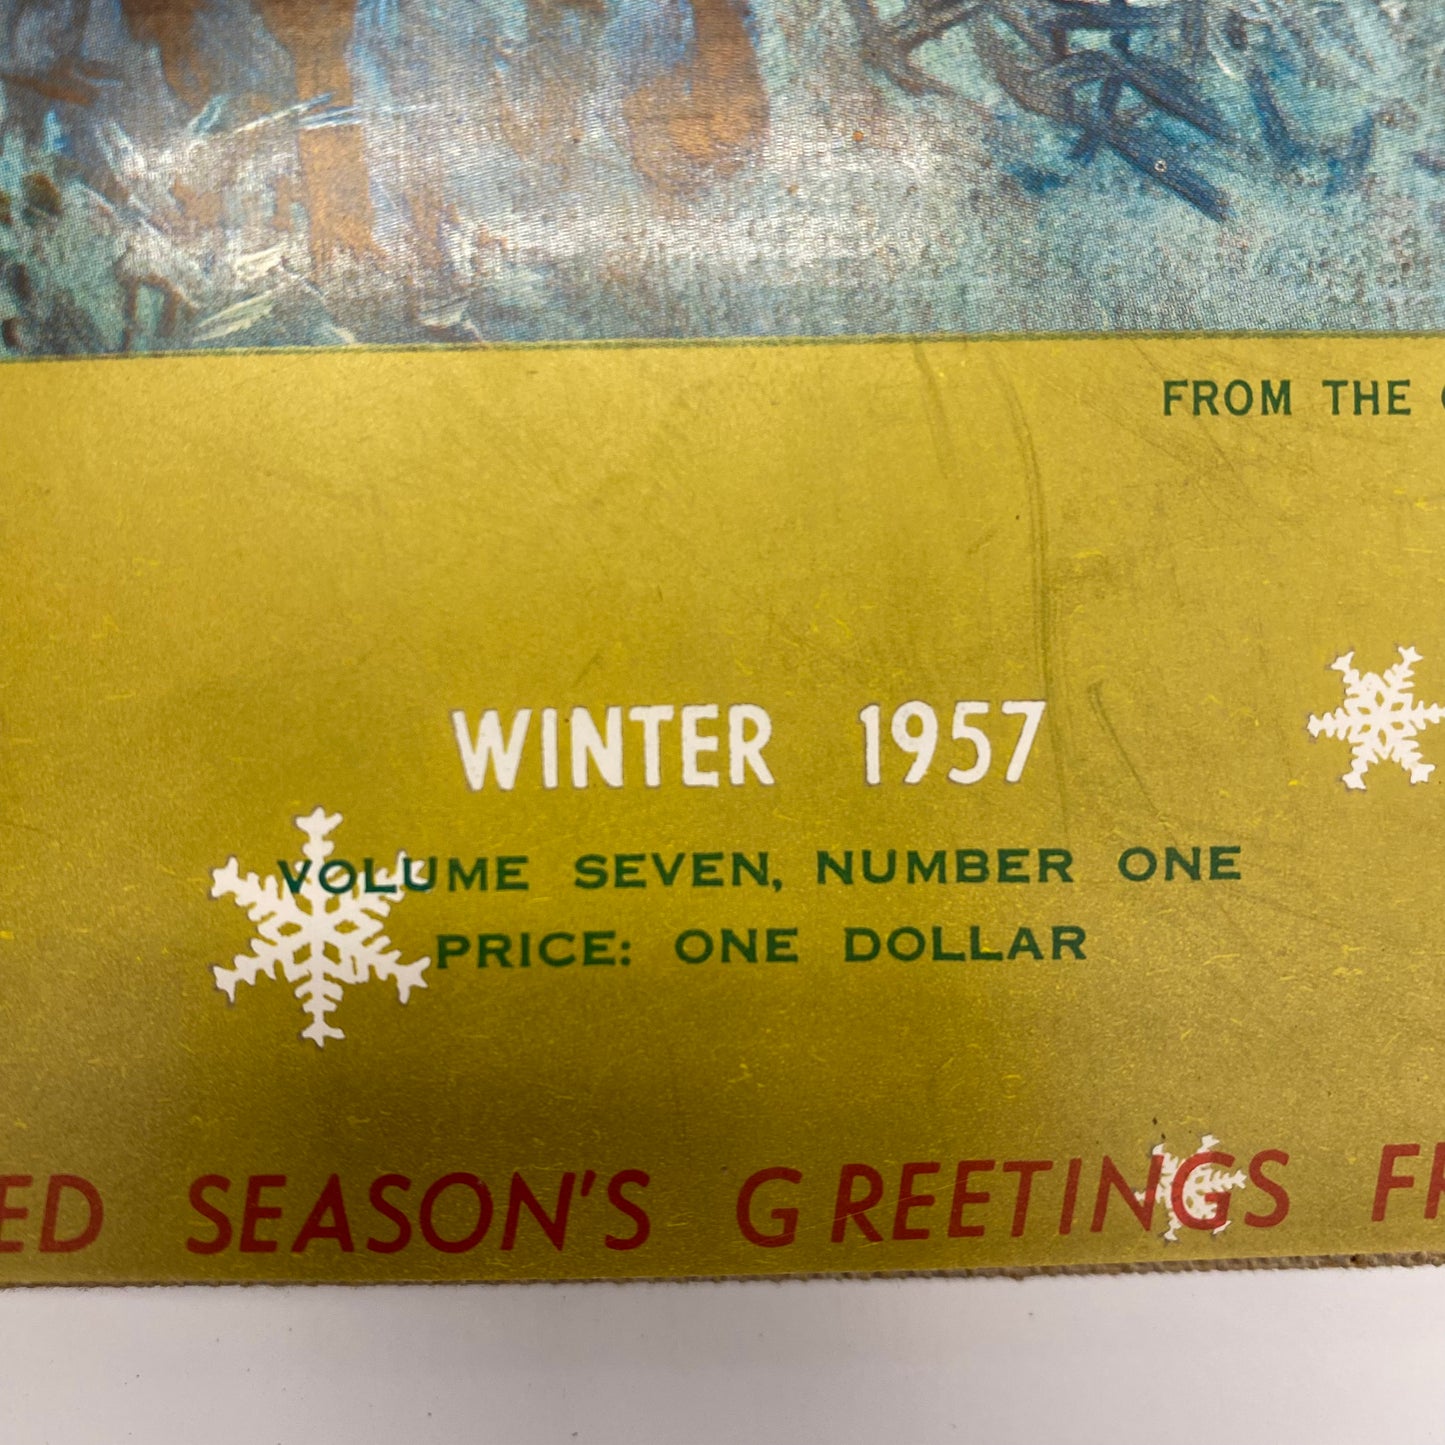 FROM THE
WINTER 1957
VOLUME SEVEN, NUMBER ONE
PRICE: ONE DOLLAR
SEASON'S GREETINGS